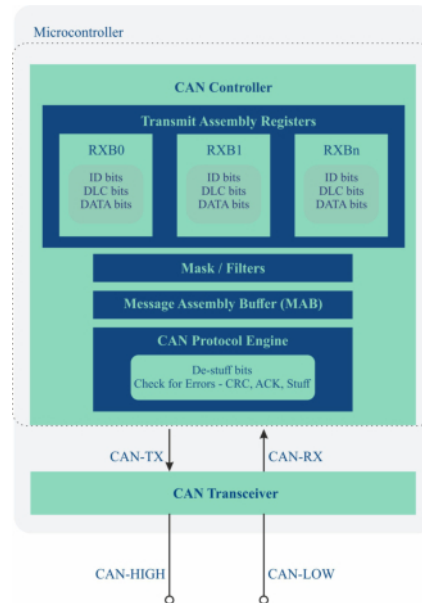 Microcontroller
CAN Controller
Transmit Assembly Registers
RXB0
RXB1
RXBn
ID bits
DLC bits
DATA bits
ID bits
DLC bits
DATA bits
ID bits
DLC bits
DATA bits
Mask / Filters
Message Assembly Buffer (MAB)
CAN Protocol Engine
De-stuff bits
Check for Errors - CRC, ACK, Stuff
CAN-TX
CAN-RX
CAN Transceiver
CAN-HIGH
CAN-LOW